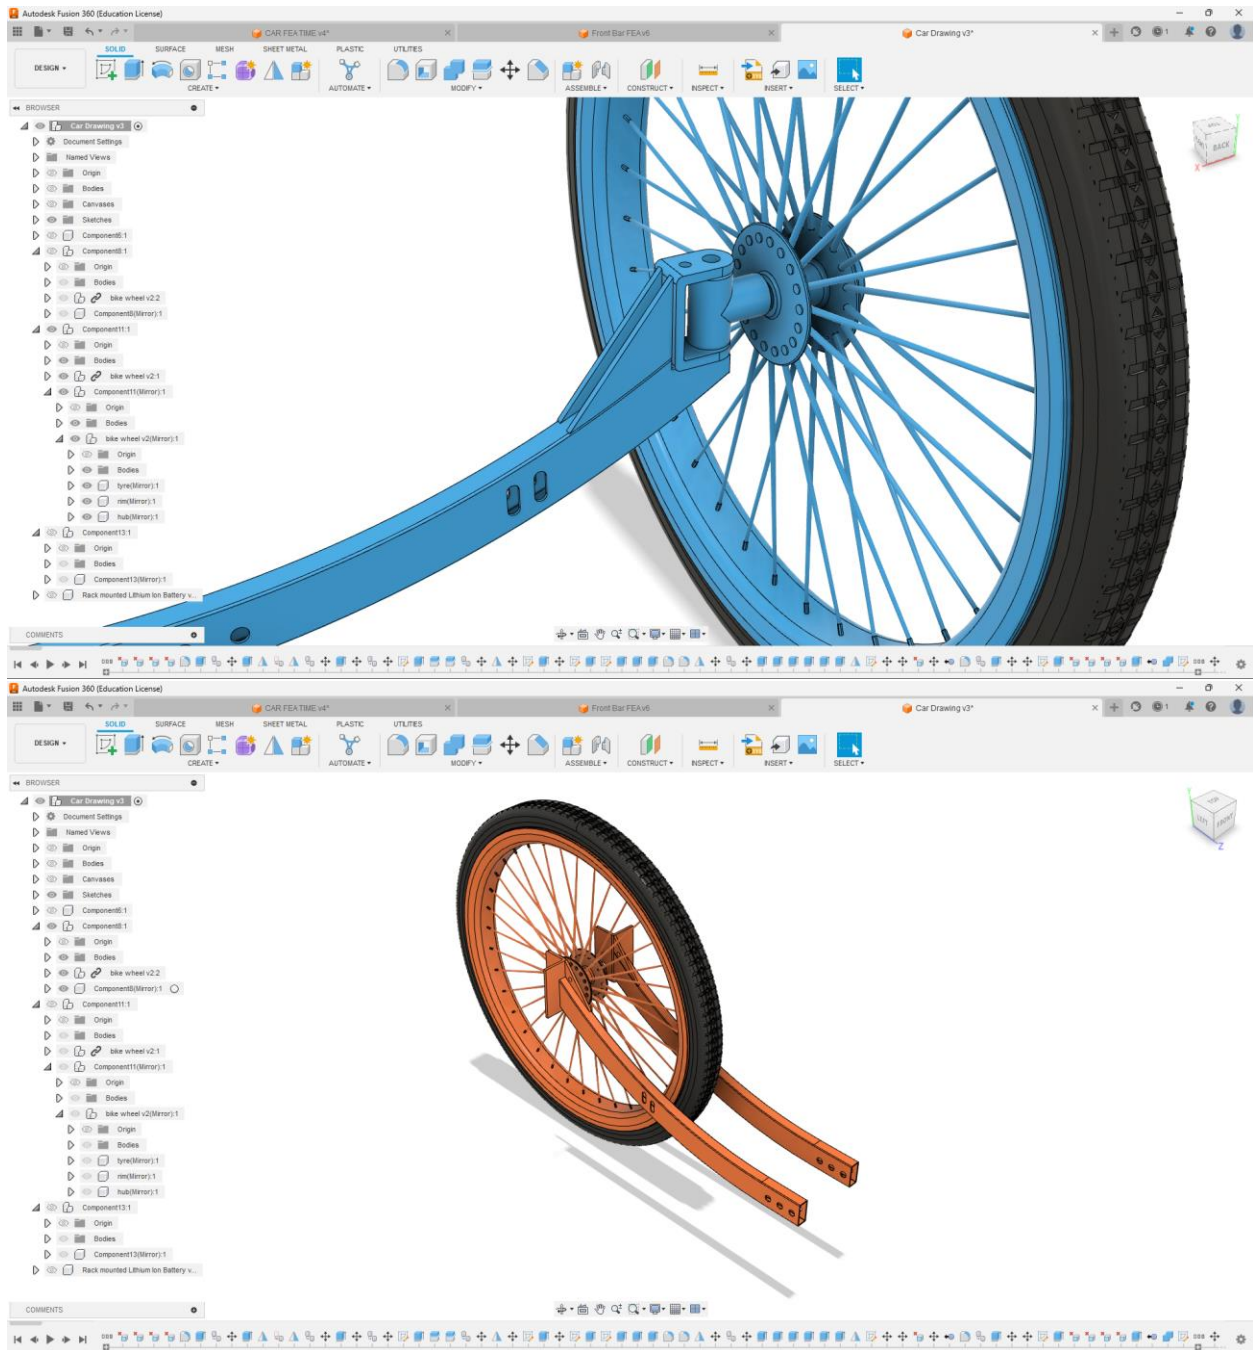 Autodesk Fusion 360 (Education License)
CAR FEA TIME v4*
Front Bar FEA v6
Car Drawing v3*
1
SOLID SURFACE MESH SHEET METAL PLASTIC UTILITIES
DESIGN
CREATE AUTOMATE MODIFY ASSEMBLE CONSTRUCT INSPECT INSERT SELECT
BROWSER
Car Drawing v3
Document Settings
Named Views
Origin
Bodies
Canvases
Sketches
Component6:1
Component8:1
Origin
Bodies
bike wheel v2:2
Component8(Mirror):1
Component11:1
Origin
Bodies
bike wheel v2:1
Component11(Mirror):1
Origin
Bodies
bike wheel v2(Mirror):1
Origin
Bodies
tyre(Mirror):1
rim(Mirror):1
hub(Mirror):1
Component13:1
Origin
Bodies
Component13(Mirror):1
Rack mounted Lithium Ion Battery v...
BACK
X
COMMENTS
Autodesk Fusion 360 (Education License)
CAR FEA TIME v4*
Front Bar FEA v6
Car Drawing v3*
1
SOLID SURFACE MESH SHEET METAL PLASTIC UTILITIES
DESIGN
CREATE AUTOMATE MODIFY ASSEMBLE CONSTRUCT INSPECT INSERT SELECT
BROWSER
Car Drawing v3
Document Settings
Named Views
Origin
Bodies
Canvases
Sketches
Component6:1
Component8:1
Origin
Bodies
bike wheel v2:2
Component8(Mirror):1
Component11:1
Origin
Bodies
bike wheel v2:1
Component11(Mirror):1
Origin
Bodies
bike wheel v2(Mirror):1
Origin
Bodies
tyre(Mirror):1
rim(Mirror):1
hub(Mirror):1
Component13:1
Origin
Bodies
Component13(Mirror):1
Rack mounted Lithium Ion Battery v...
TOP
LEFT FRONT
Z
COMMENTS